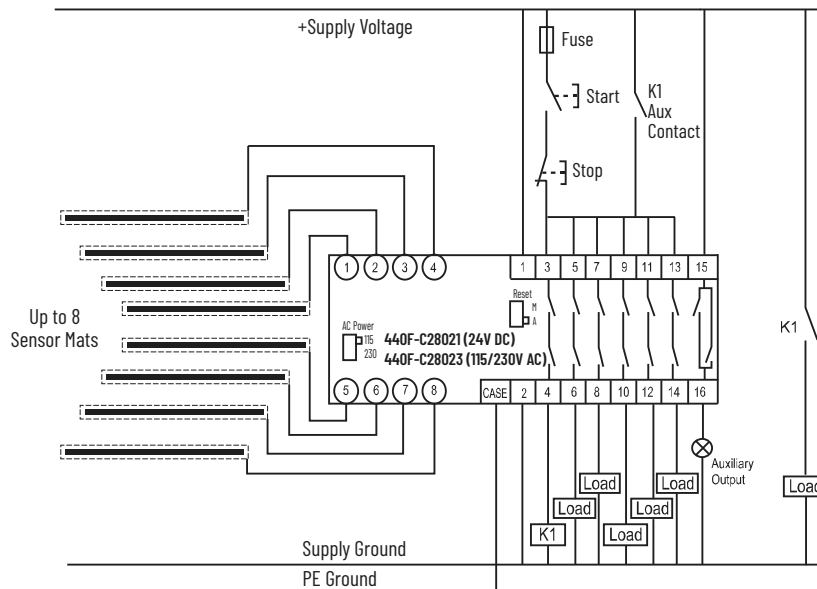 +Supply Voltage
Fuse
Start
K1
Aux
Contact
Stop
1 2 3 4
1 3 5 7 9 11 13 15
Up to 8
Sensor Mats
Reset
M
A
AC Power
115
230
440F-C28021 (24V DC)
440F-C28023 (115/230V AC)
K1
5 6 7 8
CASE 2 4 6 8 10 12 14 16
Auxiliary
Output
Load
Load
Load
Load
Load
Load
K1
Supply Ground
PE Ground